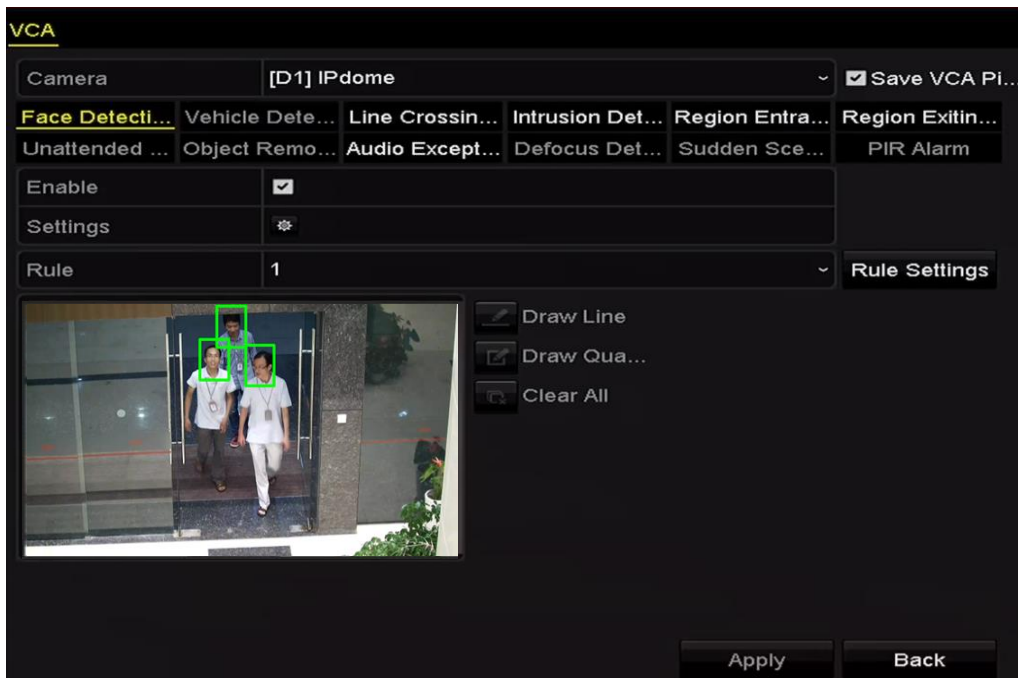 VCA
Camera [D1] IPdome Save VCA Pi...
Face Detecti... Vehicle Dete... Line Crossin... Intrusion Det... Region Entra... Region Exitin...
Unattended ... Object Remo... Audio Except... Defocus Det... Sudden Sce... PIR Alarm
Enable
Settings
Rule 1 Rule Settings
Draw Line
Draw Qua...
Clear All
Apply Back